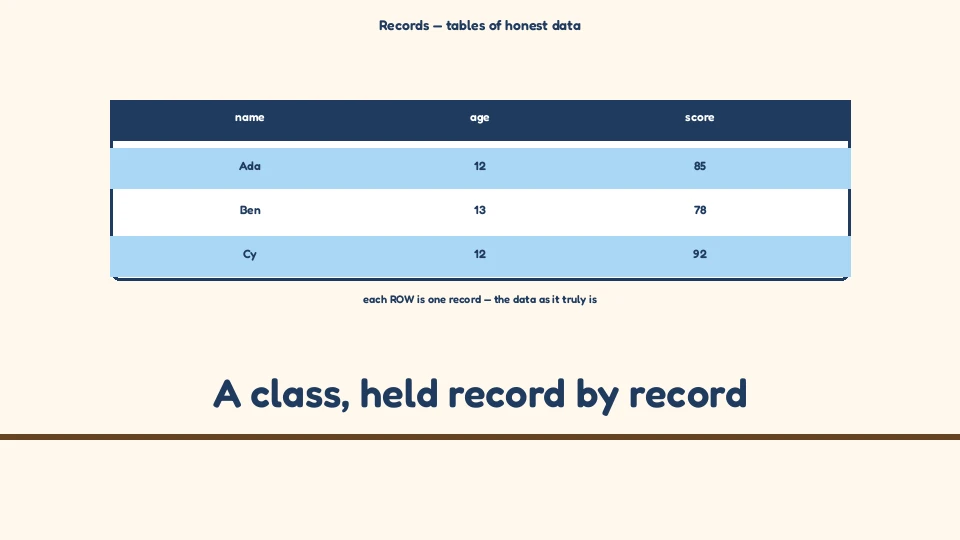 Records — tables of honest data
name age score
Ada 12 85
Ben 13 78
Cy 12 92
each ROW is one record — the data as it truly is
A class, held record by record